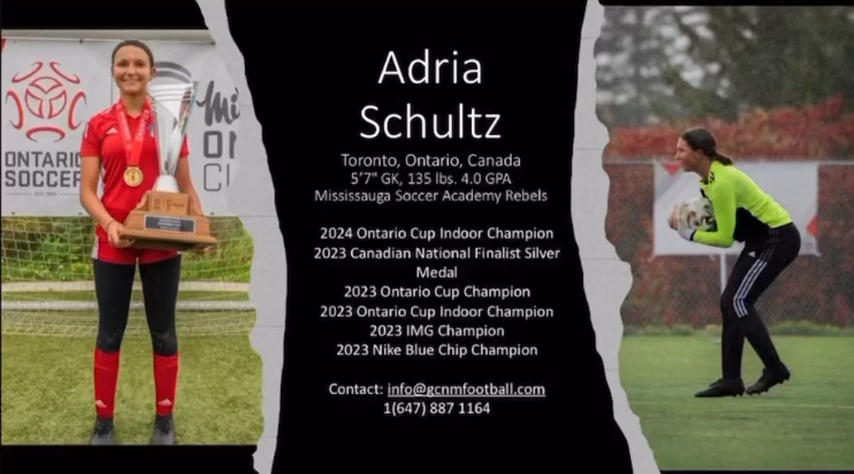 ONTARIO
SOCCER
Adria
Schultz
Toronto, Ontario, Canada
5'7" GK, 135 lbs. 4.0 GPA
Mississauga Soccer Academy Rebels
2024 Ontario Cup Indoor Champion
2023 Canadian National Finalist Silver
Medal
2023 Ontario Cup Champion
2023 Ontario Cup Indoor Champion
2023 IMG Champion
2023 Nike Blue Chip Champion
Contact: info@gcnmfootball.com
1(647) 887 1164